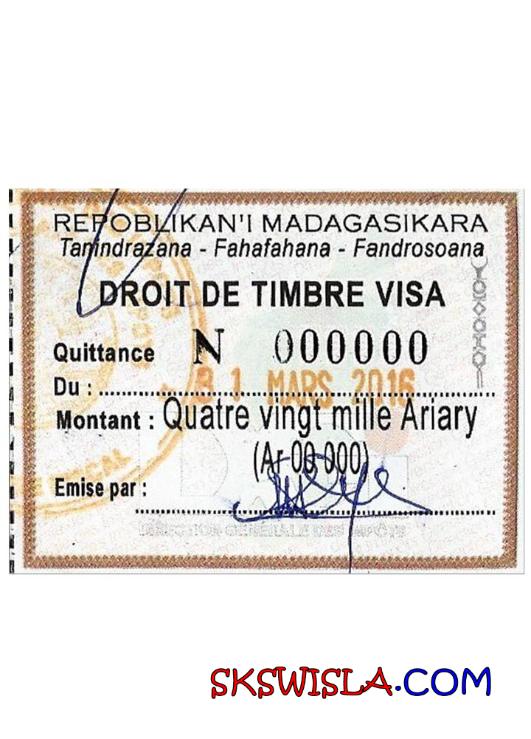 REPOBLIKAN'I MADAGASIKARA
Tanindrazana - Fahafahana - Fandrosoana
DROIT DE TIMBRE VISA
Quittance N 000000
Du : 31 MARS 2016
Montant : Quatre vingt mille Ariary
(Ar 00 000)
Emise par :
DIRECTION GENERALE DES IMPÔTS
SKSWISLA.COM